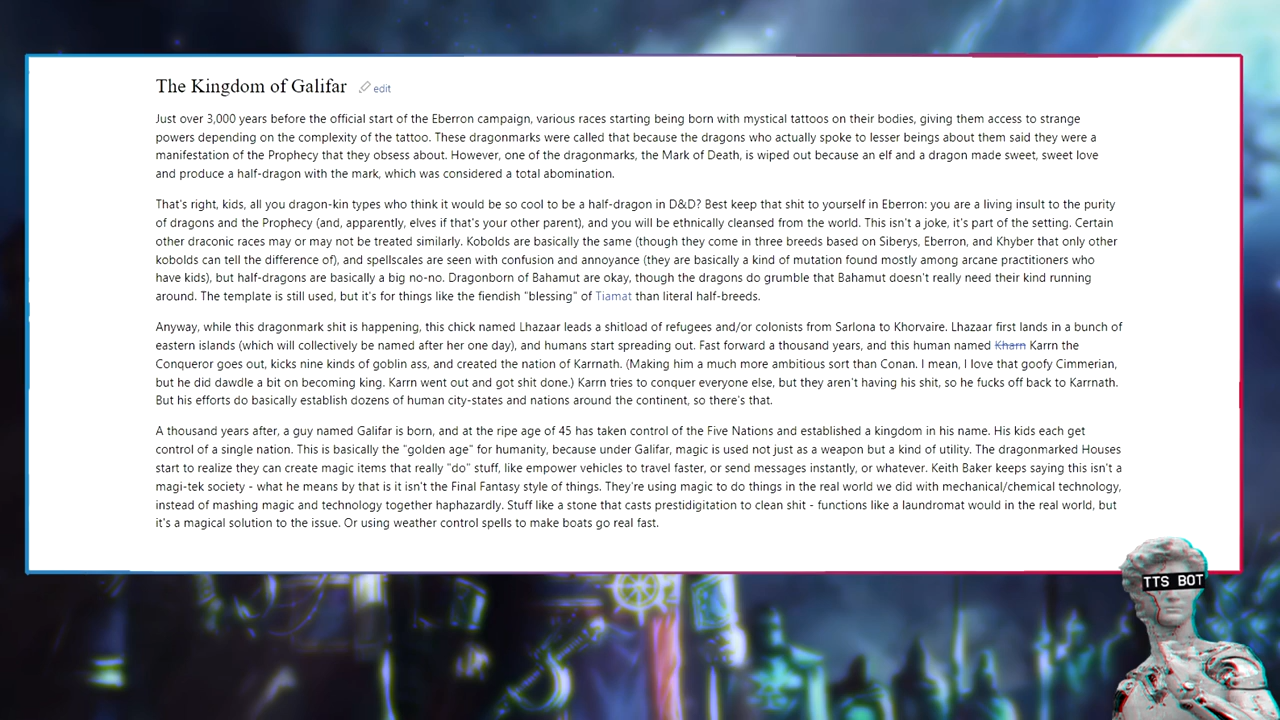 The Kingdom of Galifar edit
Just over 3,000 years before the official start of the Eberron campaign, various races starting being born with mystical tattoos on their bodies, giving them access to strange
powers depending on the complexity of the tattoo. These dragonmarks were called that because the dragons who actually spoke to lesser beings about them said they were a
manifestation of the Prophecy that they obsess about. However, one of the dragonmarks, the Mark of Death, is wiped out because an elf and a dragon made sweet, sweet love
and produce a half-dragon with the mark, which was considered a total abomination.
That's right, kids, all you dragon-kin types who think it would be so cool to be a half-dragon in D&D? Best keep that shit to yourself in Eberron: you are a living insult to the purity
of dragons and the Prophecy (and, apparently, elves if that's your other parent), and you will be ethnically cleansed from the world. This isn't a joke, it's part of the setting. Certain
other draconic races may or may not be treated similarly. Kobolds are basically the same (though they come in three breeds based on Siberys, Eberron, and Khyber that only other
kobolds can tell the difference of), and spellscales are seen with confusion and annoyance (they are basically a kind of mutation found mostly among arcane practitioners who
have kids), but half-dragons are basically a big no-no. Dragonborn of Bahamut are okay, though the dragons do grumble that Bahamut doesn't really need their kind running
around. The template is still used, but it's for things like the fiendish "blessing" of Tiamat than literal half-breeds.
Anyway, while this dragonmark shit is happening, this chick named Lhazaar leads a shitload of refugees and/or colonists from Sarlona to Khorvaire. Lhazaar first lands in a bunch of
eastern islands (which will collectively be named after her one day), and humans start spreading out. Fast forward a thousand years, and this human named Kharn Karrn the
Conqueror goes out, kicks nine kinds of goblin ass, and created the nation of Karrnath. (Making him a much more ambitious sort than Conan. I mean, I love that goofy Cimmerian,
but he did dawdle a bit on becoming king. Karrn went out and got shit done.) Karrn tries to conquer everyone else, but they aren't having his shit, so he fucks off back to Karrnath.
But his efforts do basically establish dozens of human city-states and nations around the continent, so there's that.
A thousand years after, a guy named Galifar is born, and at the ripe age of 45 has taken control of the Five Nations and established a kingdom in his name. His kids each get
control of a single nation. This is basically the "golden age" for humanity, because under Galifar, magic is used not just as a weapon but a kind of utility. The dragonmarked Houses
start to realize they can create magic items that really "do" stuff, like empower vehicles to travel faster, or send messages instantly, or whatever. Keith Baker keeps saying this isn't a
magi-tek society - what he means by that is it isn't the Final Fantasy style of things. They're using magic to do things in the real world we did with mechanical/chemical technology,
instead of mashing magic and technology together haphazardly. Stuff like a stone that casts prestidigitation to clean shit - functions like a laundromat would in the real world, but
it's a magical solution to the issue. Or using weather control spells to make boats go real fast.
TTS BOT